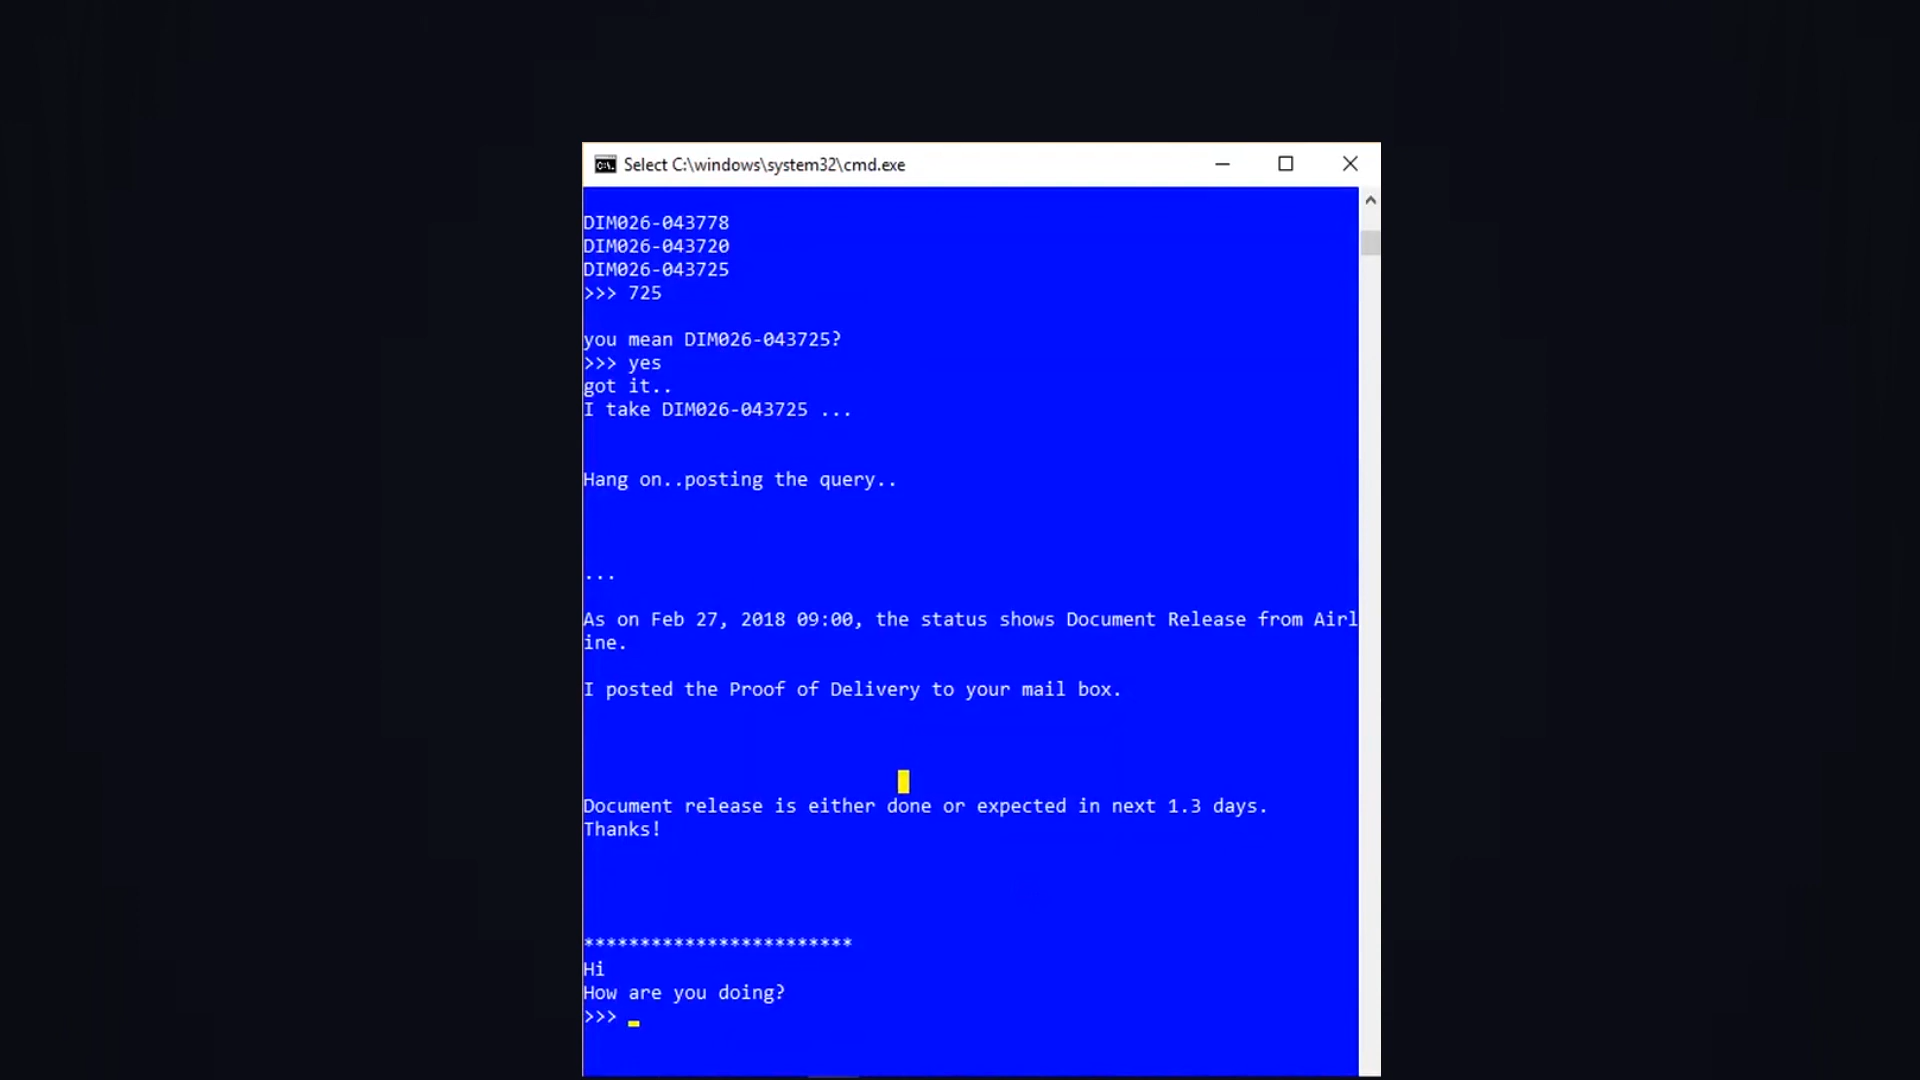 Select C:\windows\system32\cmd.exe
DIM026-043778
DIM026-043720
DIM026-043725
>>> 725
you mean DIM026-043725?
>>> yes
got it..
I take DIM026-043725 ...
Hang on..posting the query..
...
As on Feb 27, 2018 09:00, the status shows Document Release from Airl
ine.
I posted the Proof of Delivery to your mail box.
Document release is either done or expected in next 1.3 days.
Thanks!
************************
Hi
How are you doing?
>>>